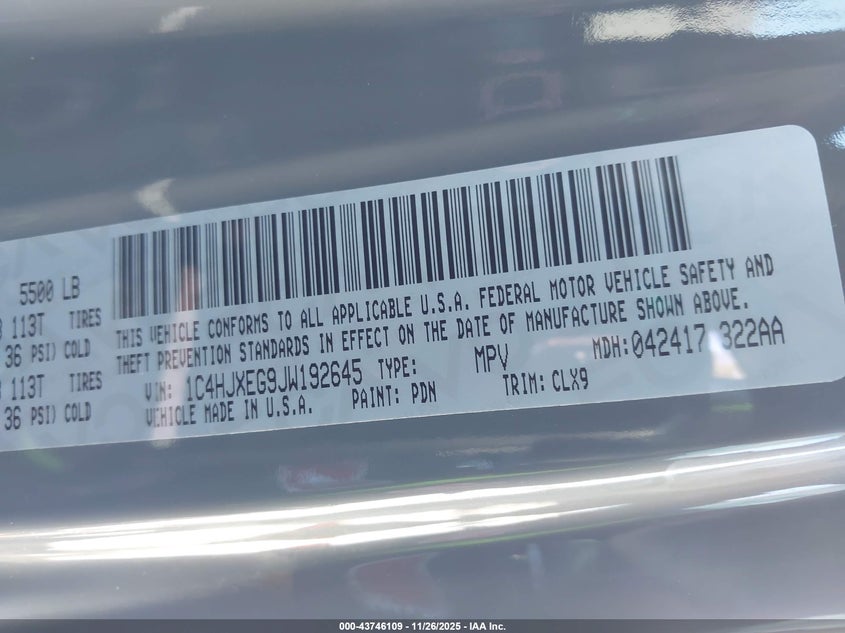 5500 LB
113T TIRES
36 PSI) COLD
113T TIRES
36 PSI) COLD
THIS VEHICLE CONFORMS TO ALL APPLICABLE U.S.A. FEDERAL MOTOR VEHICLE SAFETY AND
THEFT PREVENTION STANDARDS IN EFFECT ON THE DATE OF MANUFACTURE SHOWN ABOVE.
VIN: 1C4HJXEG9JW192645 TYPE: MPV MDH: 042417 322AA
VEHICLE MADE IN U.S.A. PAINT: PDN TRIM: CLX9
000-43746109 - 11/26/2025 - IAA Inc.